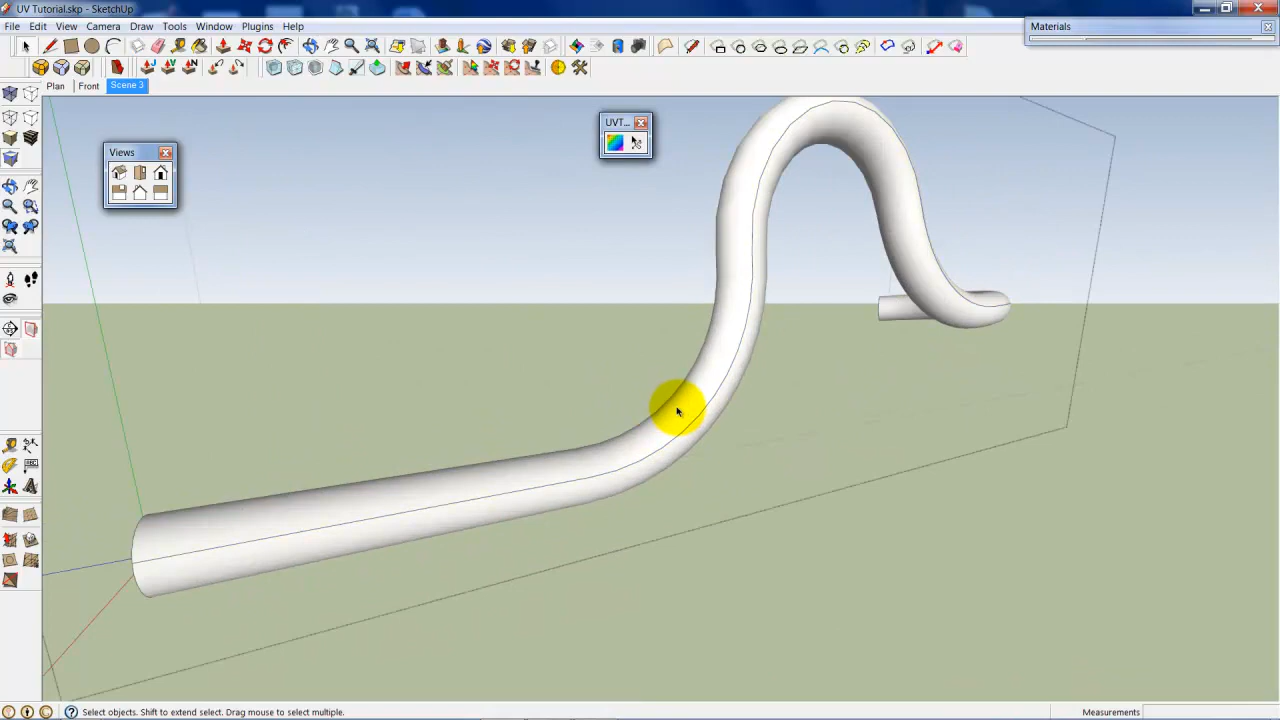 UV Tutorial.skp - SketchUp
File Edit View Camera Draw Tools Window Plugins Help
Materials
Plan Front Scene 3
Views
UVT...
Select objects. Shift to extend select. Drag mouse to select multiple.
Measurements